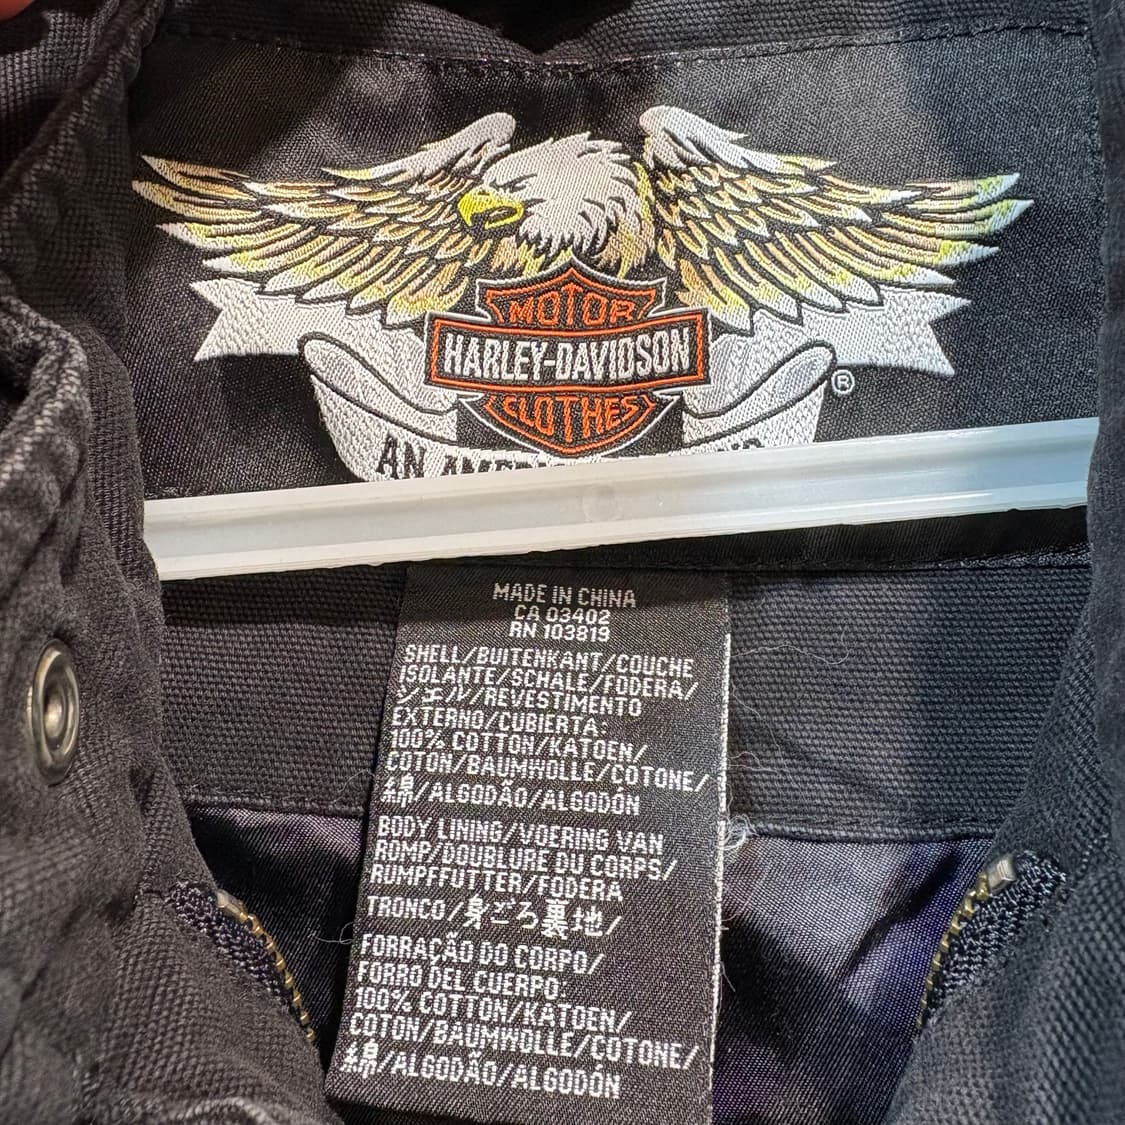 MOTOR
HARLEY-DAVIDSON
CLOTHES
®
AN
MADE IN CHINA
CA 03402
RN 103819
SHELL/BUITENKANT/COUCHE
ISOLANTE/SCHALE/FODERA/
シエル/REVESTIMENTO
EXTERNO/CUBIERTA:
100% COTTON/KATOEN/
COTON/BAUMWOLLE/COTONE/
綿/ALGODÃO/ALGODÓN
BODY LINING/VOERING VAN
ROMP/DOUBLURE DU CORPS/
RUMPFFUTTER/FODERA
TRONCO/身ごろ裏地/
FORRAÇÃO DO CORPO/
FORRO DEL CUERPO:
100% COTTON/KATOEN/
COTON/BAUMWOLLE/COTONE/
綿/ALGODÃO/ALGODÓN